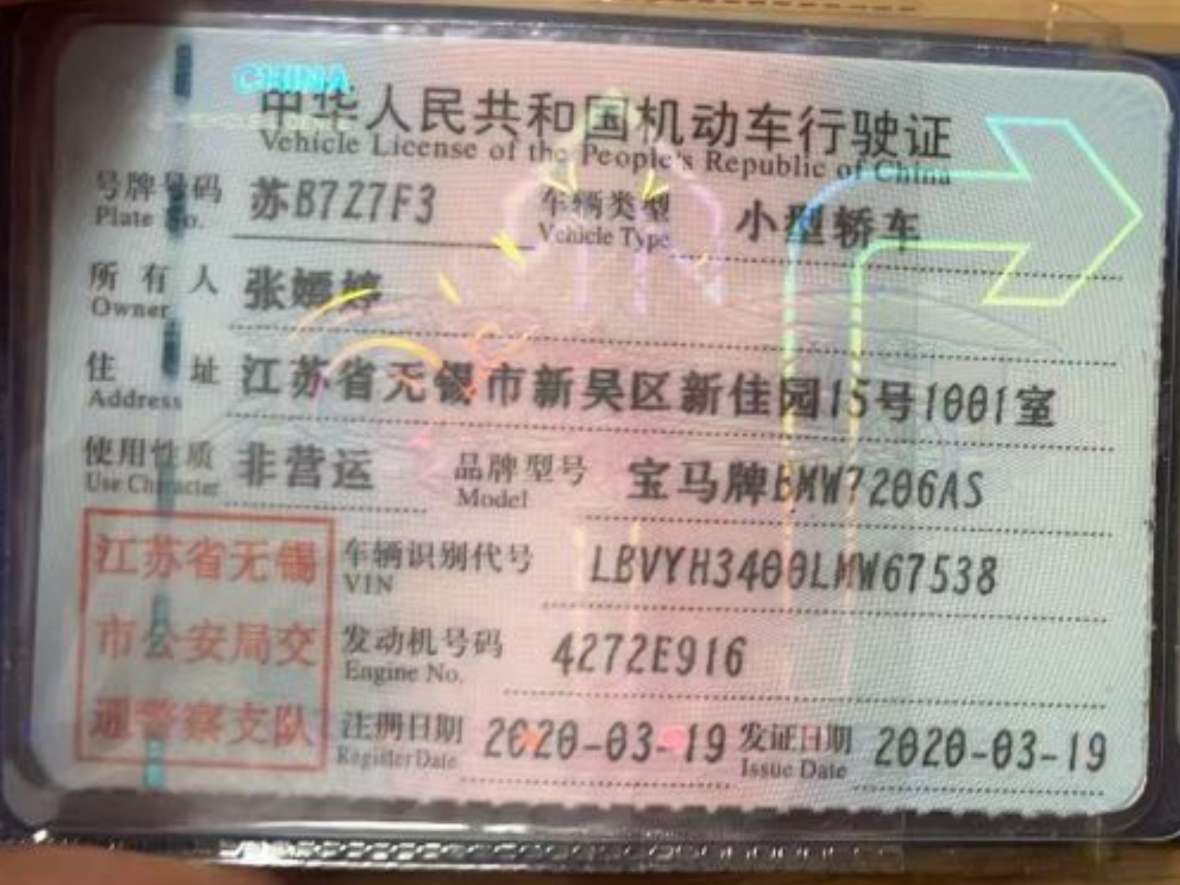 CHINA
中华人民共和国机动车行驶证
Vehicle License of the People's Republic of China
号牌号码 苏B7Z7F3 车辆类型 小型轿车
Plate No. Vehicle Type
所有人 张嫣婷
Owner
住址 江苏省无锡市新吴区新佳园15号1001室
Address
使用性质 非营运 品牌型号 宝马牌BMW7206AS
Use Character Model
江苏省无锡
市公安局交
通警察支队
车辆识别代号 LBVYH3400LMW67538
VIN
发动机号码 4272E916
Engine No.
注册日期 2020-03-19 发证日期 2020-03-19
Register Date Issue Date